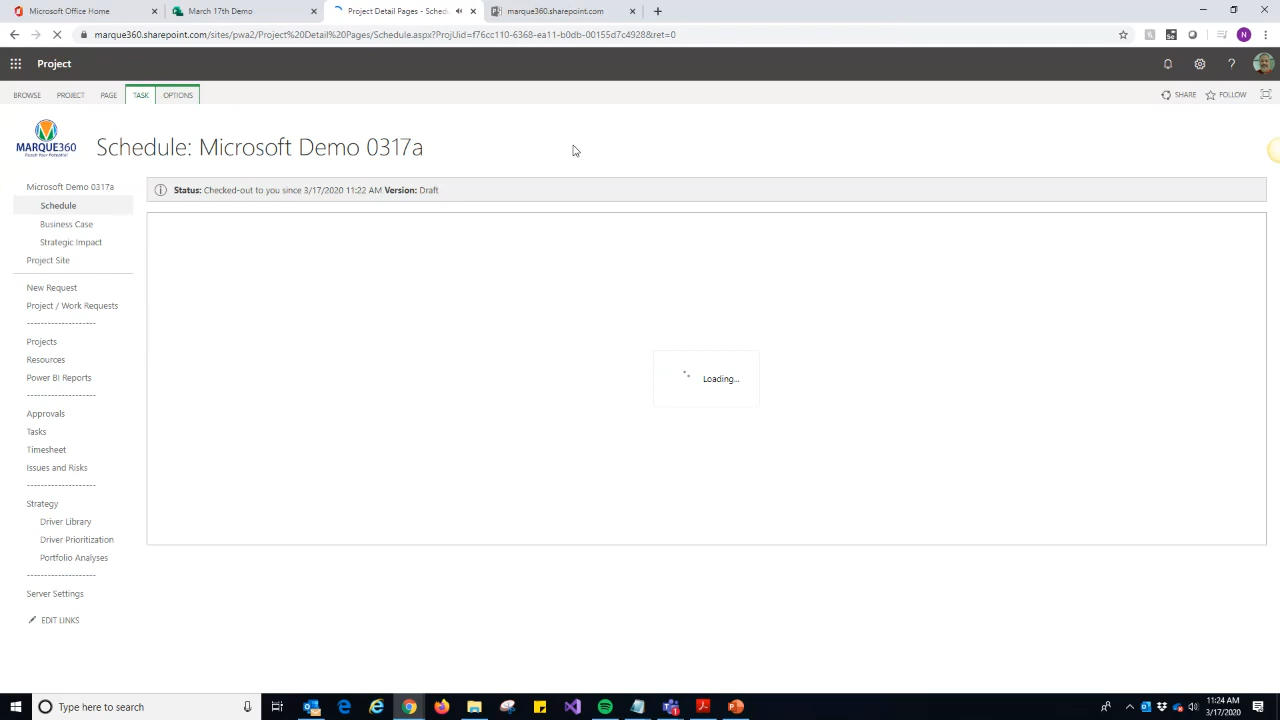 Microsoft Office Home
March 17th Demo
Project Detail Pages - Sched
marque360.sharepoint.com
marque360.sharepoint.com/sites/pwa2/Project%20Detail%20Pages/Schedule.aspx?ProjUid=f76cc110-6368-ea11-b0db-00155d7c4928&ret=0
N
Project
BROWSE PROJECT PAGE TASK OPTIONS
SHARE FOLLOW
MARQUE360
Reach Your Potential
Schedule: Microsoft Demo 0317a
Microsoft Demo 0317a
Status: Checked-out to you since 3/17/2020 11:22 AM Version: Draft
Schedule
Business Case
Strategic Impact
Project Site
New Request
Project / Work Requests
--------------------
Projects
Resources
Power BI Reports
--------------------
Loading...
Approvals
Tasks
Timesheet
Issues and Risks
--------------------
Strategy
Driver Library
Driver Prioritization
Portfolio Analyses
--------------------
Server Settings
EDIT LINKS
Type here to search
11:24 AM
3/17/2020